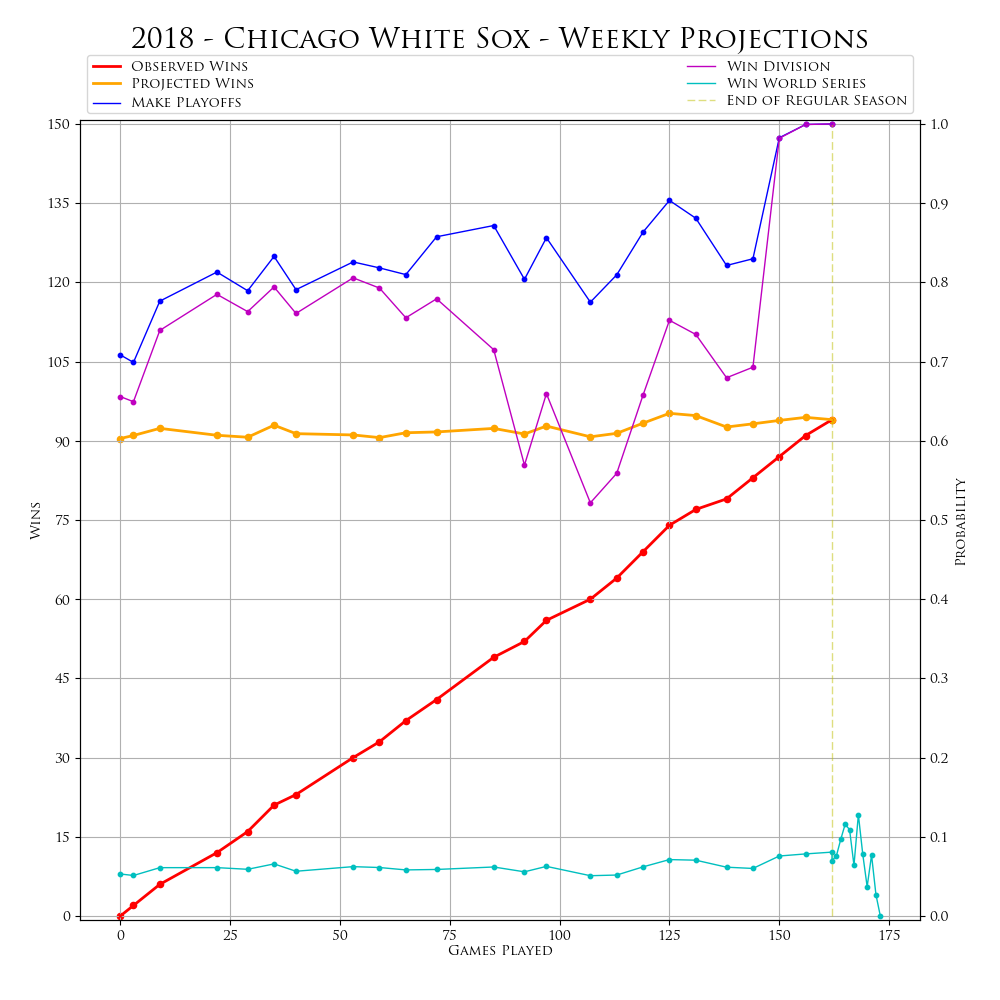 2018 - Chicago White Sox - Weekly Projections
Observed Wins
Projected Wins
Make Playoffs
Win Division
Win World Series
End of Regular Season
150
135
120
105
90
75
60
45
30
15
0
Wins
1.0
0.9
0.8
0.7
0.6
0.5
0.4
0.3
0.2
0.1
0.0
Probability
0 25 50 75 100 125 150 175
Games Played